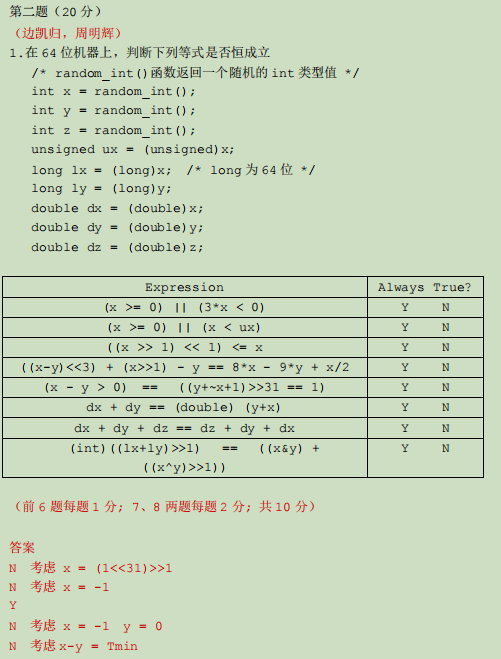 第二题（20 分）
（边凯归，周明辉）
1.在 64 位机器上，判断下列等式是否恒成立
/* random_int()函数返回一个随机的 int 类型值 */
int x = random_int();
int y = random_int();
int z = random_int();
unsigned ux = (unsigned)x;
long lx = (long)x; /* long 为 64 位 */
long ly = (long)y;
double dx = (double)x;
double dy = (double)y;
double dz = (double)z;
Expression Always True?
(x >= 0) || (3*x < 0) Y N
(x >= 0) || (x < ux) Y N
((x >> 1) << 1) <= x Y N
((x-y)<<3) + (x>>1) - y == 8*x - 9*y + x/2 Y N
(x - y > 0) == ((y+~x+1)>>31 == 1) Y N
dx + dy == (double) (y+x) Y N
dx + dy + dz == dz + dy + dx Y N
(int)((lx+ly)>>1) == ((x&y) + Y N
((x^y)>>1))
（前 6 题每题 1 分; 7、8 两题每题 2 分; 共 10 分）
答案
N 考虑 x = (1<<31)>>1
N 考虑 x = -1
Y
N 考虑 x = -1 y = 0
N 考虑 x-y = Tmin